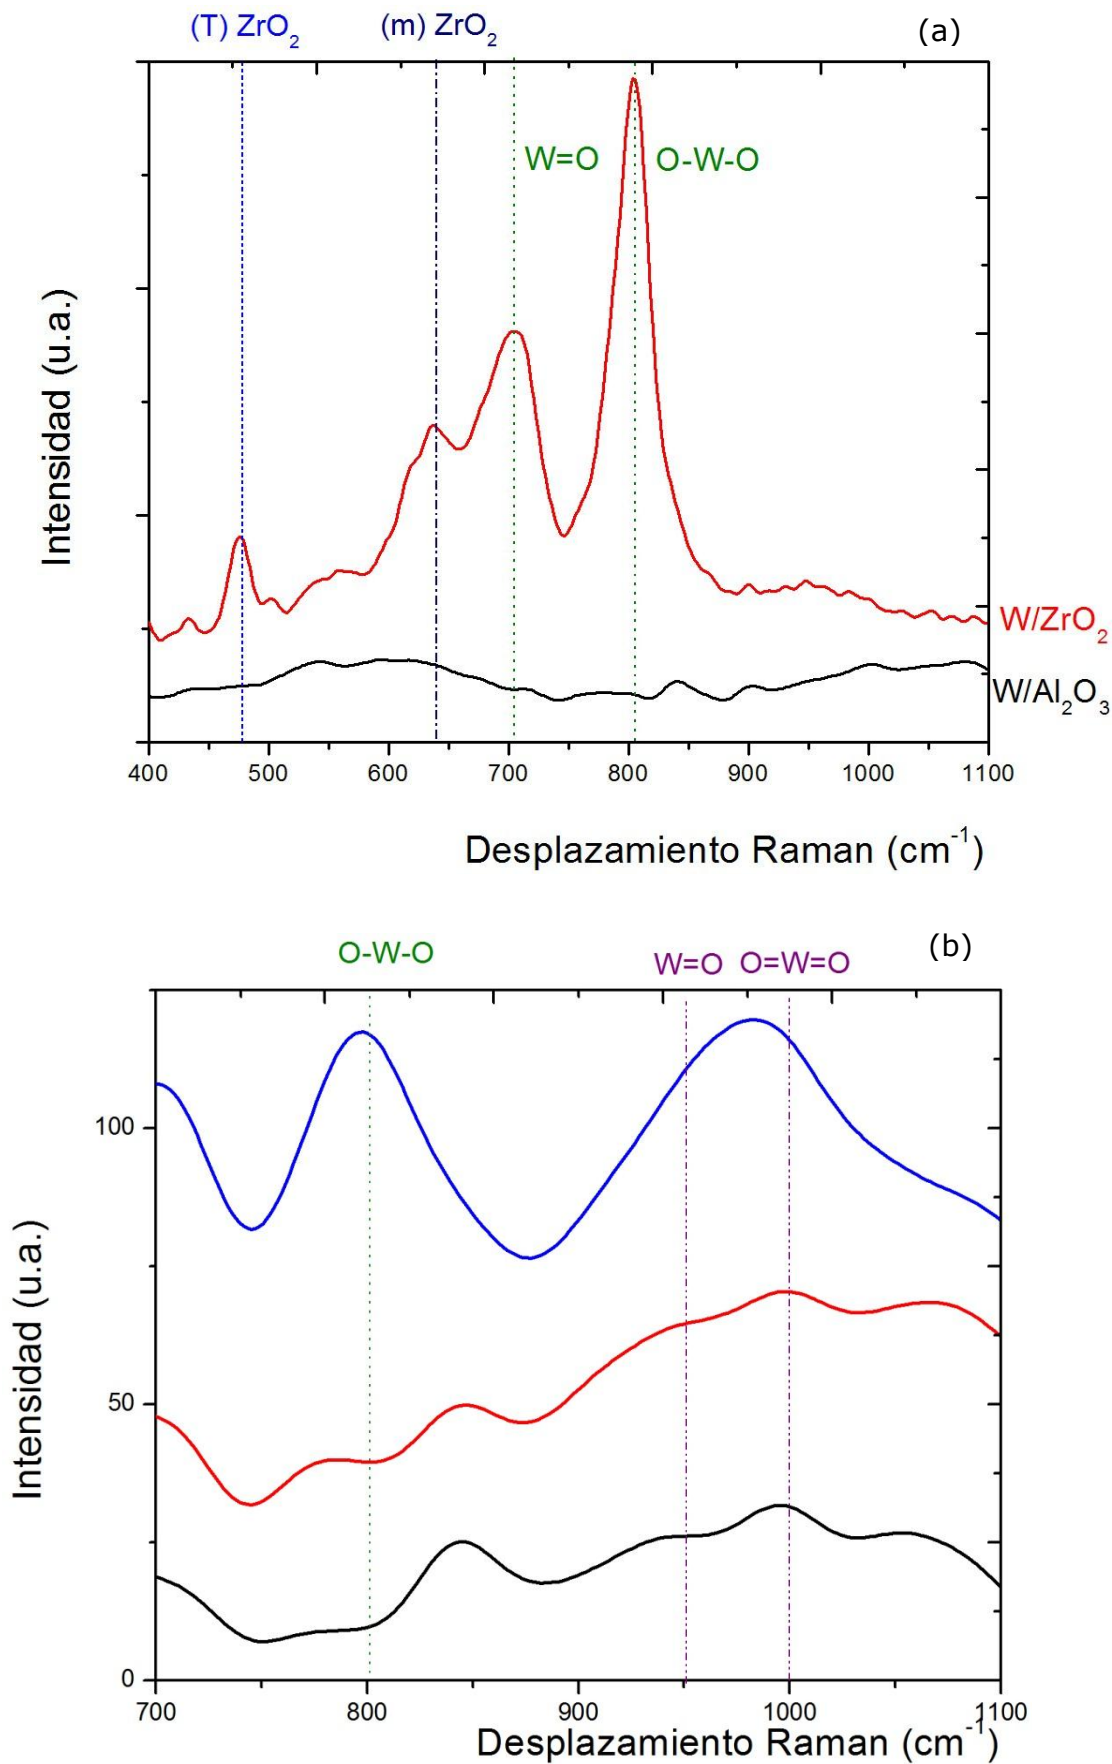 (T) ZrO2 (m) ZrO2 (a)
W=O O-W-O
Intensidad (u.a.)
W/ZrO2
W/Al2O3
400 500 600 700 800 900 1000 1100
Desplazamiento Raman (cm-1)
(b)
O-W-O W=O O=W=O
100
50
0
Intensidad (u.a.)
700 800 900 1000 1100
Desplazamiento Raman (cm-1)